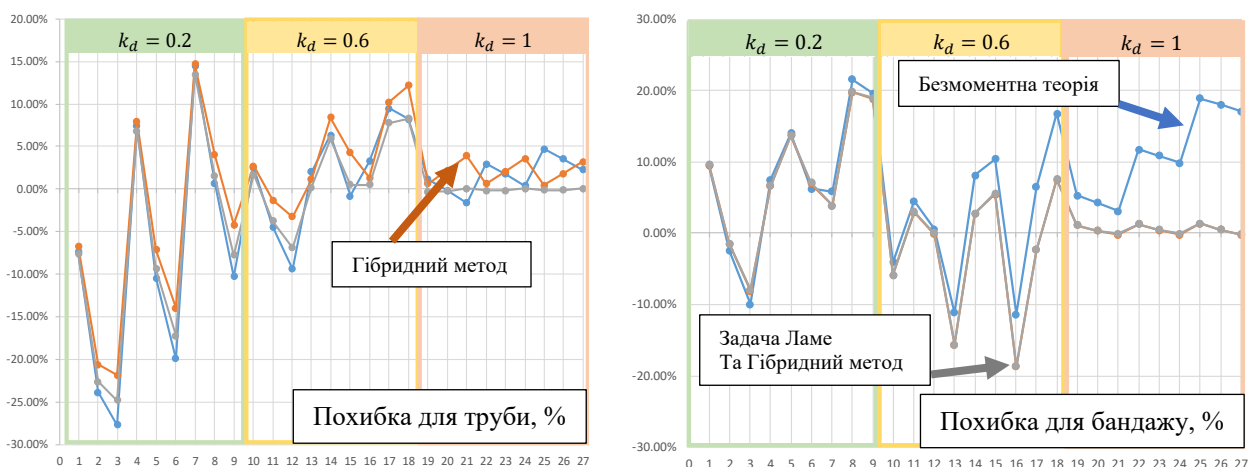 20.00%
k_d = 0.2
k_d = 0.6
k_d = 1
15.00%
10.00%
5.00%
0.00%
-5.00%
Гібридний метод
-10.00%
-15.00%
-20.00%
-25.00%
Похибка для труби, %
-30.00%
0 1 2 3 4 5 6 7 8 9 10 11 12 13 14 15 16 17 18 19 20 21 22 23 24 25 26 27
30.00%
k_d = 0.2
k_d = 0.6
k_d = 1
Безмоментна теорія
20.00%
10.00%
0.00%
-10.00%
Задача Ламе
Та Гібридний метод
-20.00%
Похибка для бандажу, %
-30.00%
0 1 2 3 4 5 6 7 8 9 10 11 12 13 14 15 16 17 18 19 20 21 22 23 24 25 26 27